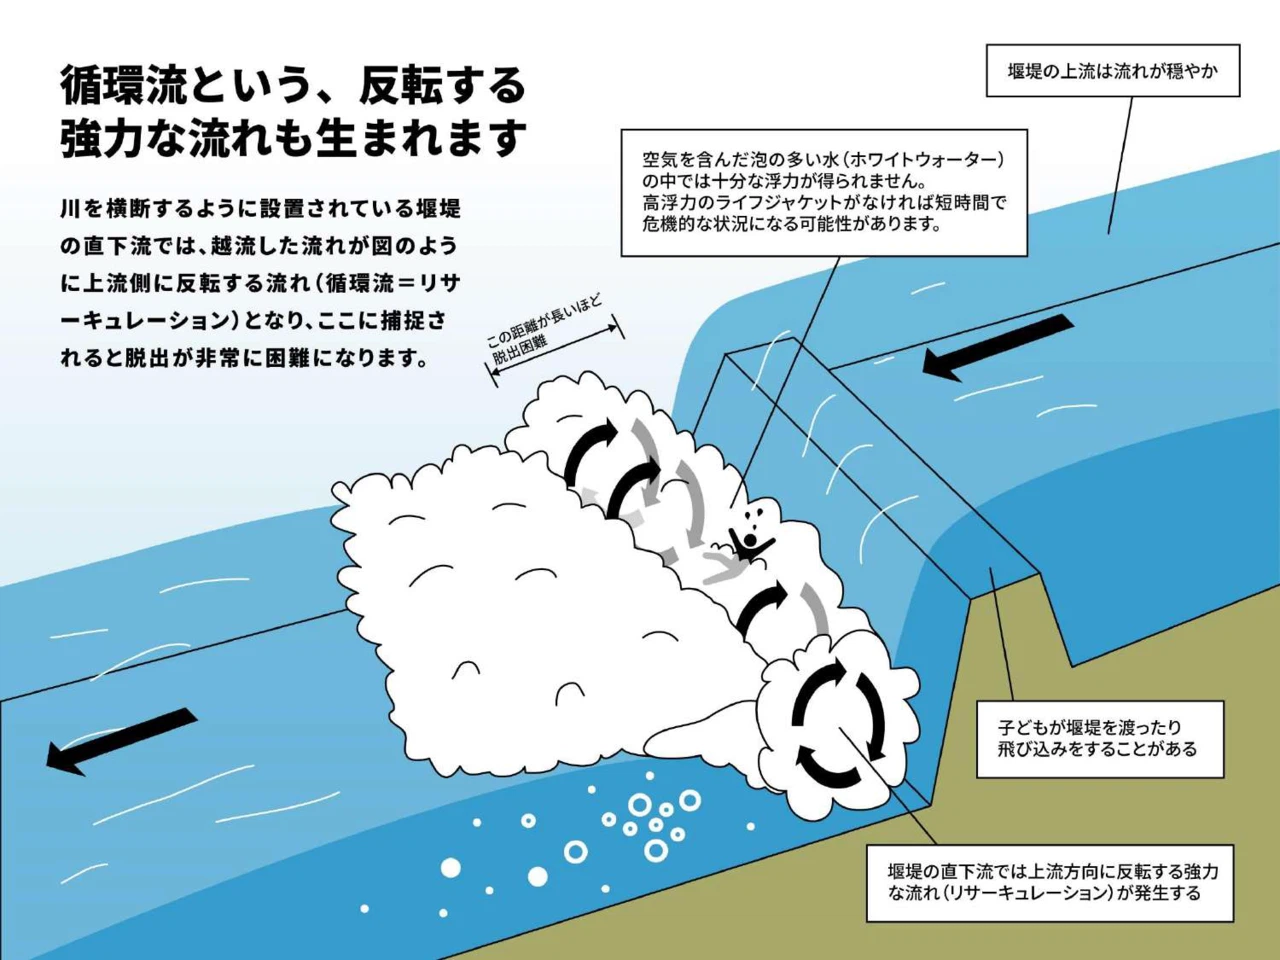 循環流という、反転する
強力な流れも生まれます
川を横断するように設置されている堰堤
の直下流では、越流した流れが図のよう
に上流側に反転する流れ（循環流＝リサ
ーキュレーション）となり、ここに捕捉さ
れると脱出が非常に困難になります。
堰堤の上流は流れが穏やか
空気を含んだ泡の多い水（ホワイトウォーター）
の中では十分な浮力が得られません。
高浮力のライフジャケットがなければ短時間で
危機的な状況になる可能性があります。
この距離が長いほど
脱出困難
子どもが堰堤を渡ったり
飛び込みをすることがある
堰堤の直下流では上流方向に反転する強力
な流れ（リサーキュレーション）が発生する